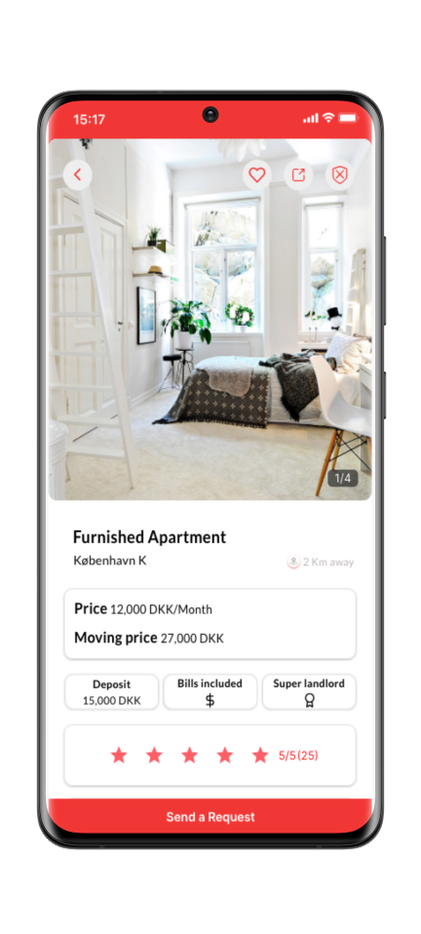 15:17
1/4
Furnished Apartment
København K
2 Km away
Price 12,000 DKK/Month
Moving price 27,000 DKK
Deposit
15,000 DKK
Bills included
$
Super landlord
5/5(25)
Send a Request